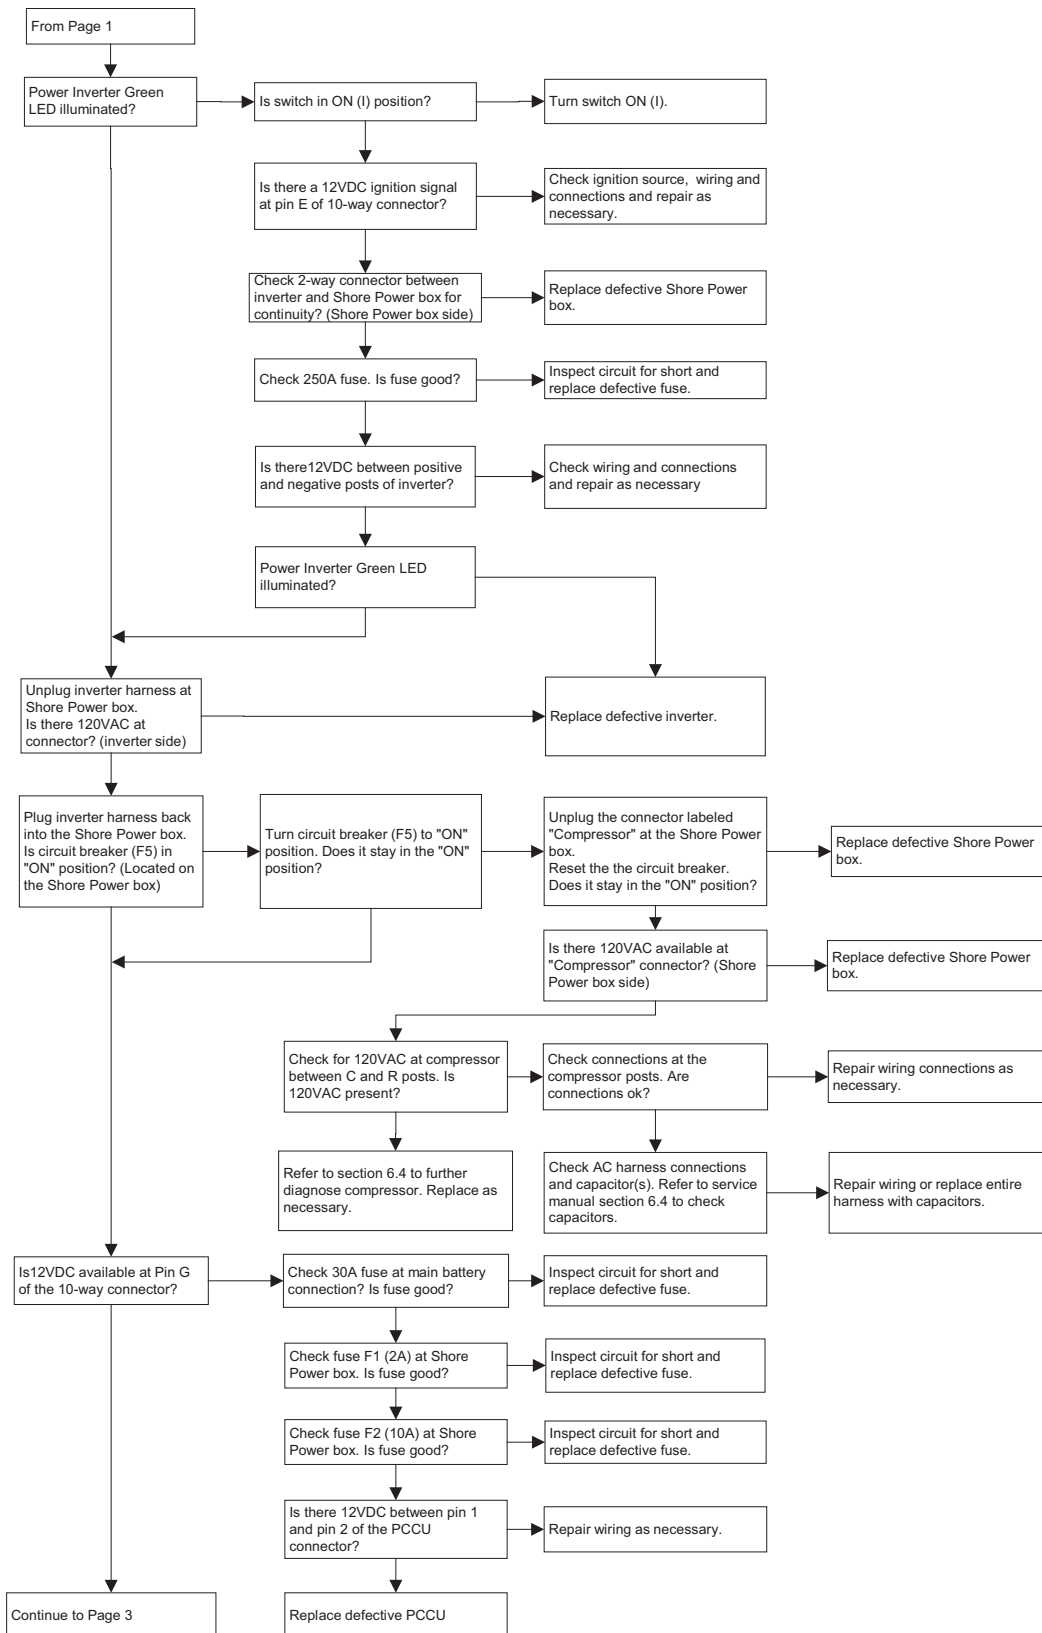 From Page 1
Power Inverter Green
LED illuminated?
Is switch in ON (I) position?
Turn switch ON (I).
Is there a 12VDC ignition signal
at pin E of 10-way connector?
Check ignition source,  wiring and
connections and repair as
necessary.
Check 2-way connector between
inverter and Shore Power box for
continuity? (Shore Power box side)
Replace defective Shore Power
box.
Check 250A fuse. Is fuse good?
Inspect circuit for short and
replace defective fuse.
Is there12VDC between positive
and negative posts of inverter?
Check wiring and connections
and repair as necessary
Power Inverter Green LED
illuminated?
Unplug inverter harness at
Shore Power box.
Is there 120VAC at
connector? (inverter side)
Replace defective inverter.
Plug inverter harness back
into the Shore Power box.
Is circuit breaker (F5) in
"ON" position? (Located on
the Shore Power box)
Turn circuit breaker (F5) to "ON"
position. Does it stay in the "ON"
position?
Unplug the connector labeled
"Compressor" at the Shore Power
box.
Reset the the circuit breaker.
Does it stay in the "ON" position?
Replace defective Shore Power
box.
Is there 120VAC available at
"Compressor" connector? (Shore
Power box side)
Replace defective Shore Power
box.
Check for 120VAC at compressor
between C and R posts. Is
120VAC present?
Check connections at the
compressor posts. Are
connections ok?
Repair wiring connections as
necessary.
Refer to section 6.4 to further
diagnose compressor. Replace as
necessary.
Check AC harness connections
and capacitor(s). Refer to service
manual section 6.4 to check
capacitors.
Repair wiring or replace entire
harness with capacitors.
Is12VDC available at Pin G
of the 10-way connector?
Check 30A fuse at main battery
connection? Is fuse good?
Inspect circuit for short and
replace defective fuse.
Check fuse F1 (2A) at Shore
Power box. Is fuse good?
Inspect circuit for short and
replace defective fuse.
Check fuse F2 (10A) at Shore
Power box. Is fuse good?
Inspect circuit for short and
replace defective fuse.
Is there 12VDC between pin 1
and pin 2 of the PCCU
connector?
Repair wiring as necessary.
Continue to Page 3
Replace defective PCCU